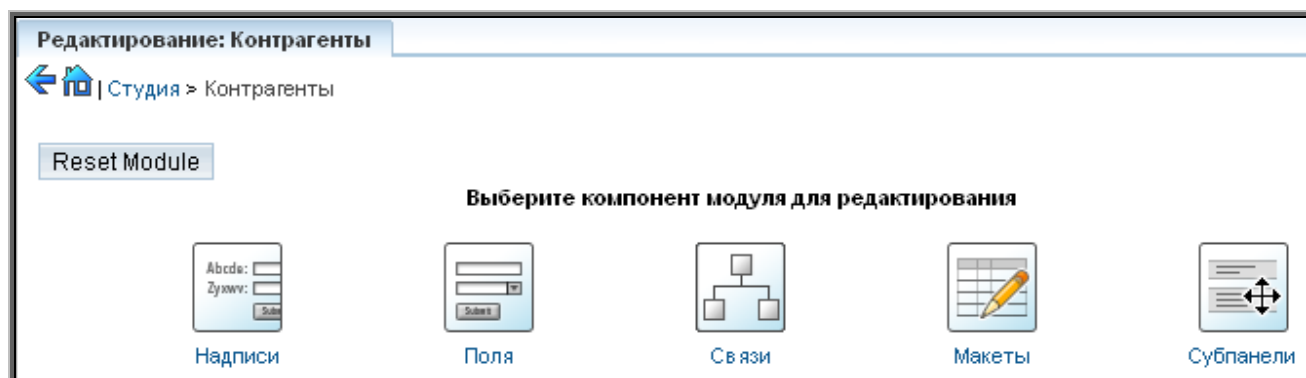 Редактирование: Контрагенты
| Студия > Контрагенты
Reset Module
Выберите компонент модуля для редактирования
Abcde:
Zyxwv:
Submit
Надписи
Поля
Связи
Макеты
Субпанели